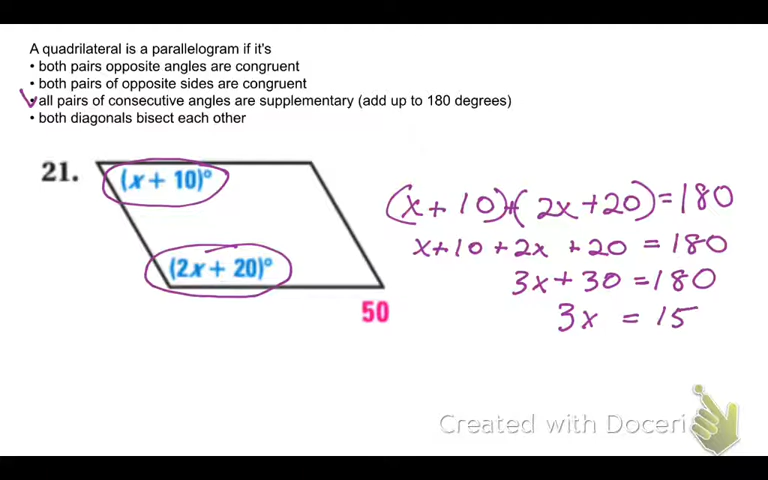 A quadrilateral is a parallelogram if it's
• both pairs opposite angles are congruent
• both pairs of opposite sides are congruent
• all pairs of consecutive angles are supplementary (add up to 180 degrees)
• both diagonals bisect each other
21.
(x + 10)°
(2x + 20)°
50
(x + 10)+(2x+20)=180
x+10+2x +20 = 180
3x+30=180
3x = 15
Created with Doceri